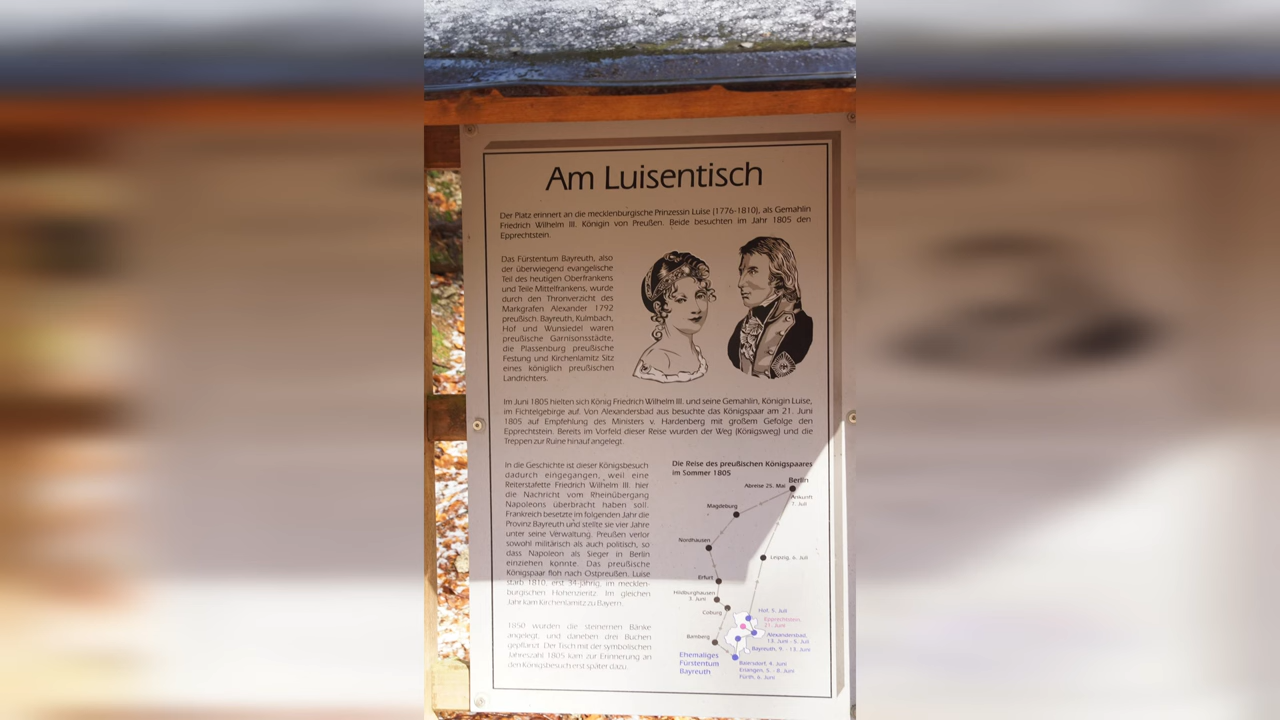 Am Luisentisch
Der Platz erinnert an die mecklenburgische Prinzessin Luise (1776-1810), als Gemahlin
Friedrich Wilhelm III. Königin von Preußen. Beide besuchten im Jahr 1805 den
Epprechtstein.
Das Fürstentum Bayreuth, also
der überwiegend evangelische
Teil des heutigen Oberfrankens
und Teile Mittelfrankens, wurde
durch den Thronverzicht des
Markgrafen Alexander 1792
preußisch. Bayreuth, Kulmbach,
Hof und Wunsiedel waren
preußische Garnisonsstädte,
die Plassenburg preußische
Festung und Kirchenlamitz Sitz
eines königlich preußischen
Landrichters.
Im Juni 1805 hielten sich König Friedrich Wilhelm III. und seine Gemahlin, Königin Luise,
im Fichtelgebirge auf. Von Alexandersbad aus besuchte das Königspaar am 21. Juni
1805 auf Empfehlung des Ministers v. Hardenberg mit großem Gefolge den
Epprechtstein. Bereits im Vorfeld dieser Reise wurden der Weg (Königsweg) und die
Treppen zur Ruine hinauf angelegt.
In die Geschichte ist dieser Königsbesuch
dadurch eingegangen, weil eine
Reiterstafette Friedrich Wilhelm III. hier
die Nachricht vom Rheinübergang
Napoleons überbracht haben soll.
Frankreich besetzte im folgenden Jahr die
Provinz Bayreuth und stellte sie vier Jahre
unter seine Verwaltung. Preußen verlor
sowohl militärisch als auch politisch, so
dass Napoleon als Sieger in Berlin
einziehen konnte. Das preußische
Königspaar floh nach Ostpreußen. Luise
starb 1810, erst 34-jährig, im mecklen-
burgischen Hohenzieritz. Im gleichen
Jahr kam Kirchenlamitz zu Bayern.
1850 wurden die steinernen Bänke
angelegt, und daneben drei Buchen
gepflanzt. Der Tisch mit der symbolischen
Jahreszahl 1805 kam zur Erinnerung an
den Königsbesuch erst später dazu.
Die Reise des preußischen Königspaares
im Sommer 1805
Berlin
Abreise 25. Mai
Ankunft
7. Juli
Magdeburg
Nordhausen
Leipzig, 6. Juli
Erfurt
Hildburghausen
3. Juni
Coburg
Hof, 5. Juli
Epprechtstein,
21. Juni
Alexandersbad,
13. Juni - 5. Juli
Bamberg
Bayreuth, 9. - 13. Juni
Ehemaliges
Fürstentum
Bayreuth
Baiersdorf, 4. Juni
Erlangen, 5. - 8. Juni
Fürth, 6. Juni